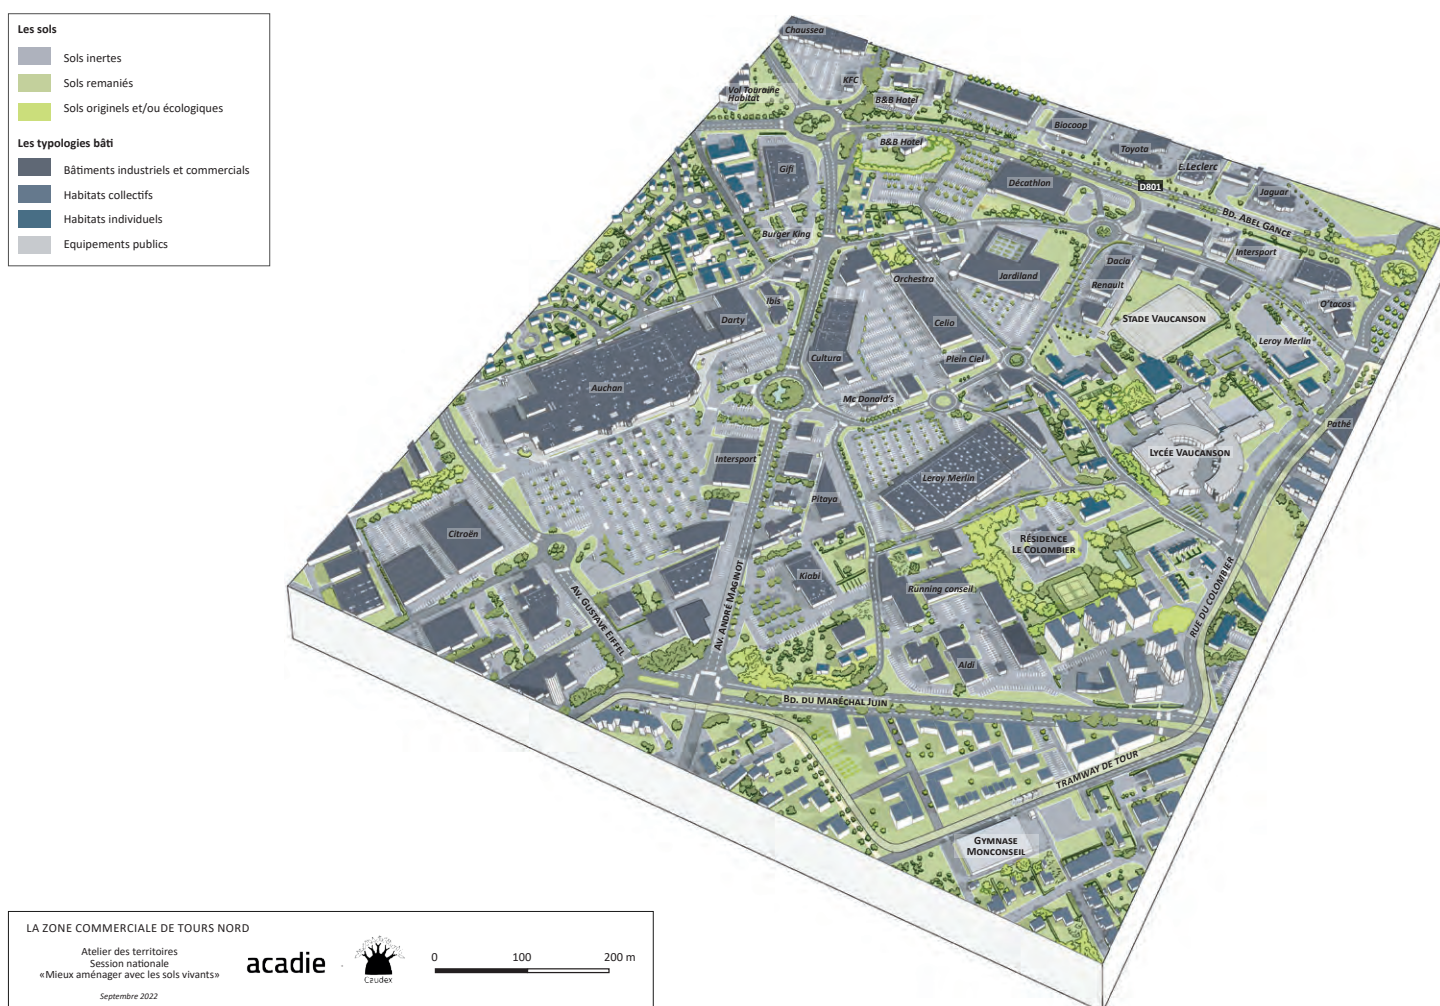 Les sols
Sols inertes
Sols remaniés
Sols originels et/ou écologiques
Les typologies bâti
Bâtiments industriels et commerciaux
Habitats collectifs
Habitats individuels
Equipements publics
Chaussea
KFC
Vol Touraine
Habitat
B&B Hotel
B&B Hotel
Biocoop
Toyota
E.Leclerc
Jaguar
Gifi
Décathlon
D801
BD. ABEL GANCE
Burger King
Intersport
Dacia
Renault
Orchestra
Jardiland
Ibis
Darty
O'tacos
STADE VAUCANSON
Celio
Leroy Merlin
Cultura
Plein Ciel
Auchan
Mc Donald's
Pathé
Intersport
LYCÉE VAUCANSON
Leroy Merlin
Pitaya
Citroën
RÉSIDENCE
LE COLOMBIER
Kiabi
Running conseil
AV. GUSTAVE EIFFEL
AV. ANDRÉ MAGINOT
RUE DU COLOMBIER
Aldi
BD. DU MARÉCHAL JUIN
TRAMWAY DE TOUR
GYMNASE
MONCONSEIL
LA ZONE COMMERCIALE DE TOURS NORD
Atelier des territoires
Session nationale
«Mieux aménager avec les sols vivants»
Septembre 2022
acadie
Caudex
0 100 200 m